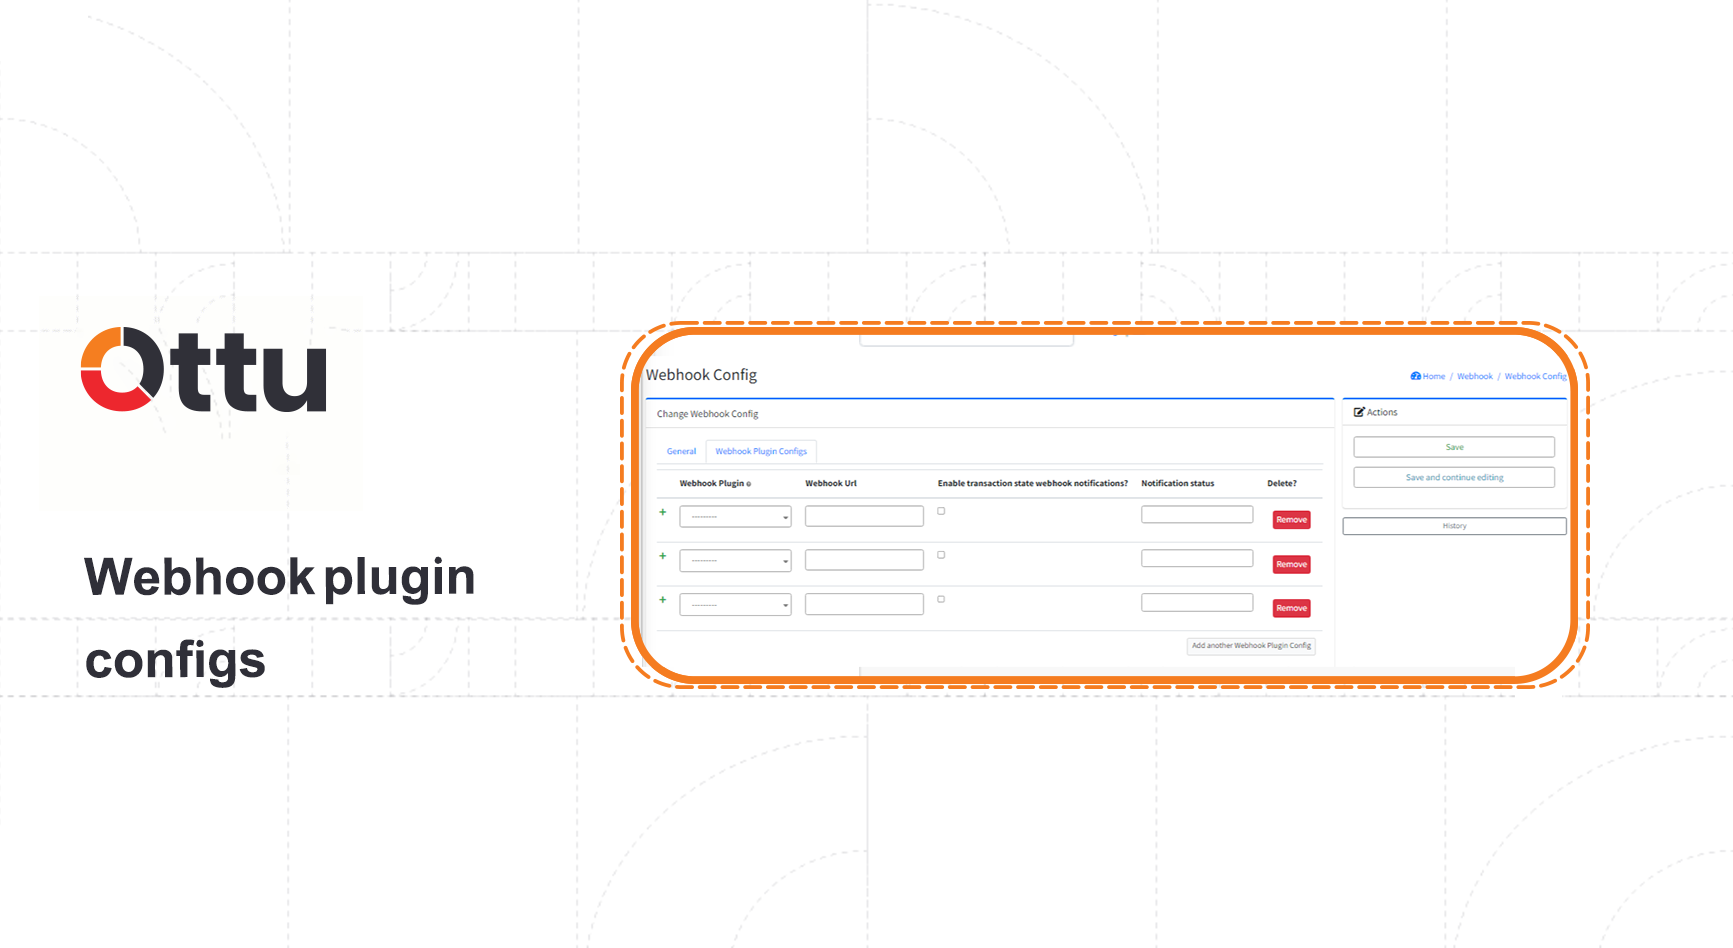 Ottu
Webhook plugin
configs
Webhook Config
Home / Webhook / Webhook Config
Change Webhook Config
Actions
General
Webhook Plugin Configs
Save
Save and continue editing
History
Webhook Plugin
Webhook Url
Enable transaction state webhook notifications?
Notification status
Delete?
+ --------- Remove
+ --------- Remove
+ --------- Remove
Add another Webhook Plugin Config